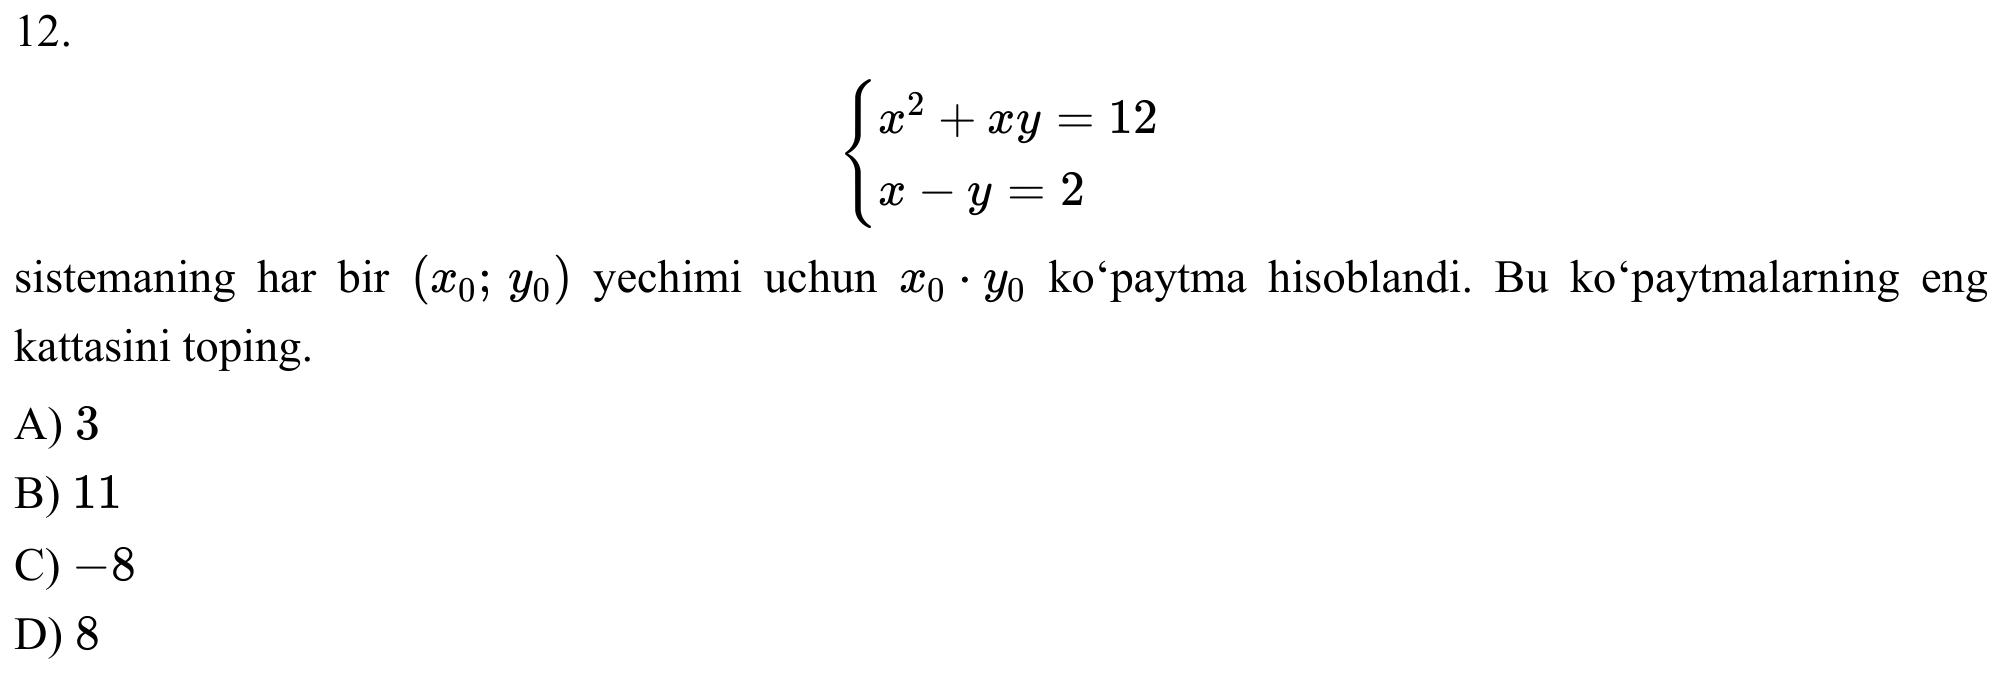 12.
{x² + xy = 12
x − y = 2
sistemaning har bir (x₀; y₀) yechimi uchun x₀ · y₀ ko‘paytma hisoblandi. Bu ko‘paytmalarning eng
kattasini toping.
A) 3
B) 11
C) −8
D) 8